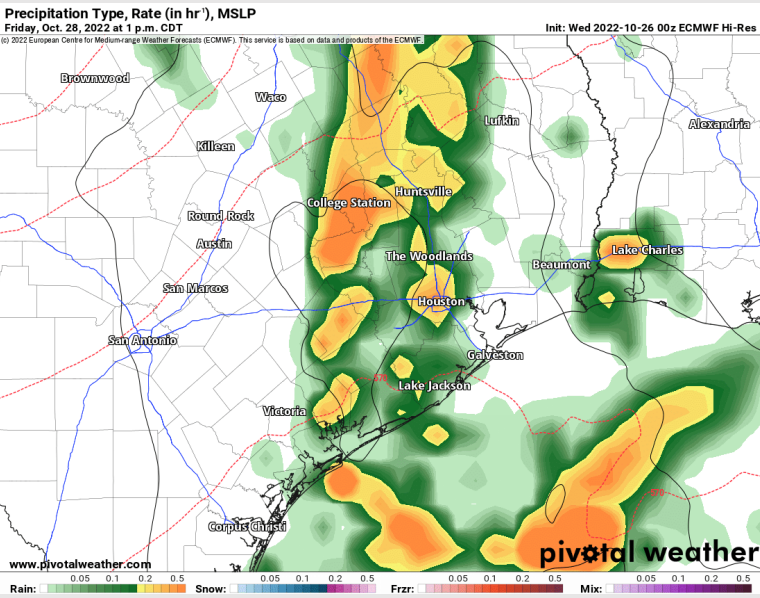 Precipitation Type, Rate (in hr⁻¹), MSLP
Friday, Oct. 28, 2022 at 1 p.m. CDT
Init: Wed 2022-10-26 00z ECMWF Hi-Res
(c) 2022 European Centre for Medium-range Weather Forecasts (ECMWF). This service is based on data and products of the ECMWF.
Brownwood
Waco
Lufkin
Alexandria
Killeen
Huntsville
College Station
Round Rock
Austin
Lake Charles
The Woodlands
Beaumont
San Marcos
Houston
San Antonio
Galveston
570
Lake Jackson
Victoria
570
Corpus Christi
www.pivotalweather.com
pivotal weather
Rain: 0.05 0.1 0.2 0.5 Snow: 0.05 0.1 0.2 0.5 Frzr: 0.05 0.1 0.2 0.5 Mix: 0.05 0.1 0.2 0.5